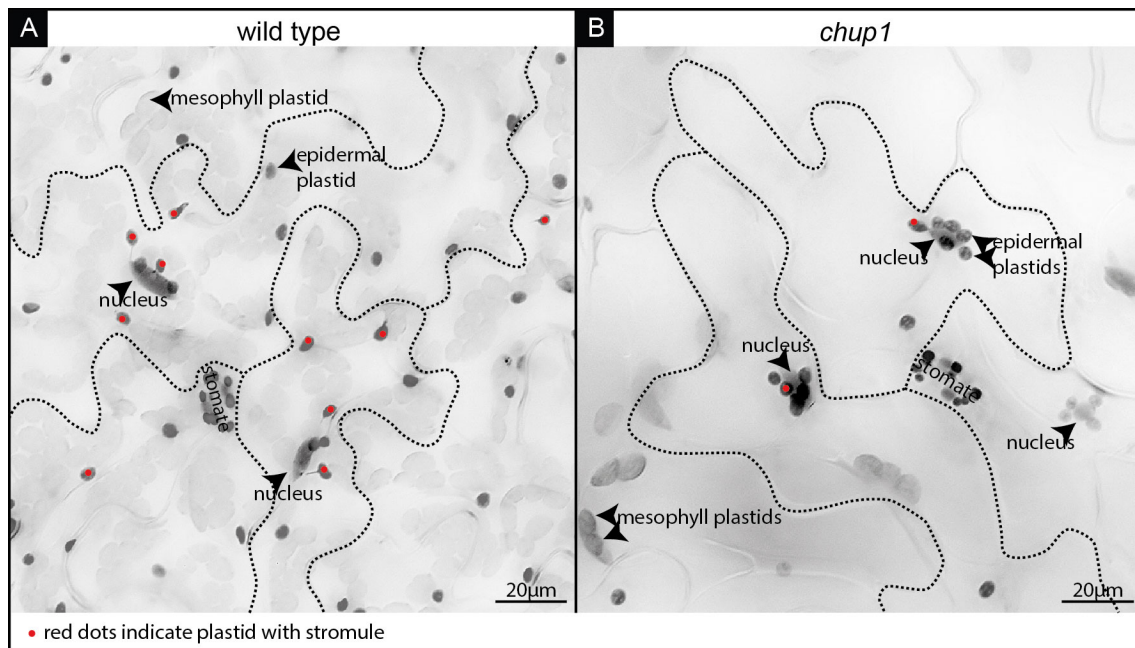 A
wild type
mesophyll plastid
epidermal
plastid
nucleus
stomate
nucleus
20µm
B
chup1
nucleus
epidermal
plastids
nucleus
stomate
nucleus
mesophyll plastids
20µm
red dots indicate plastid with stromule